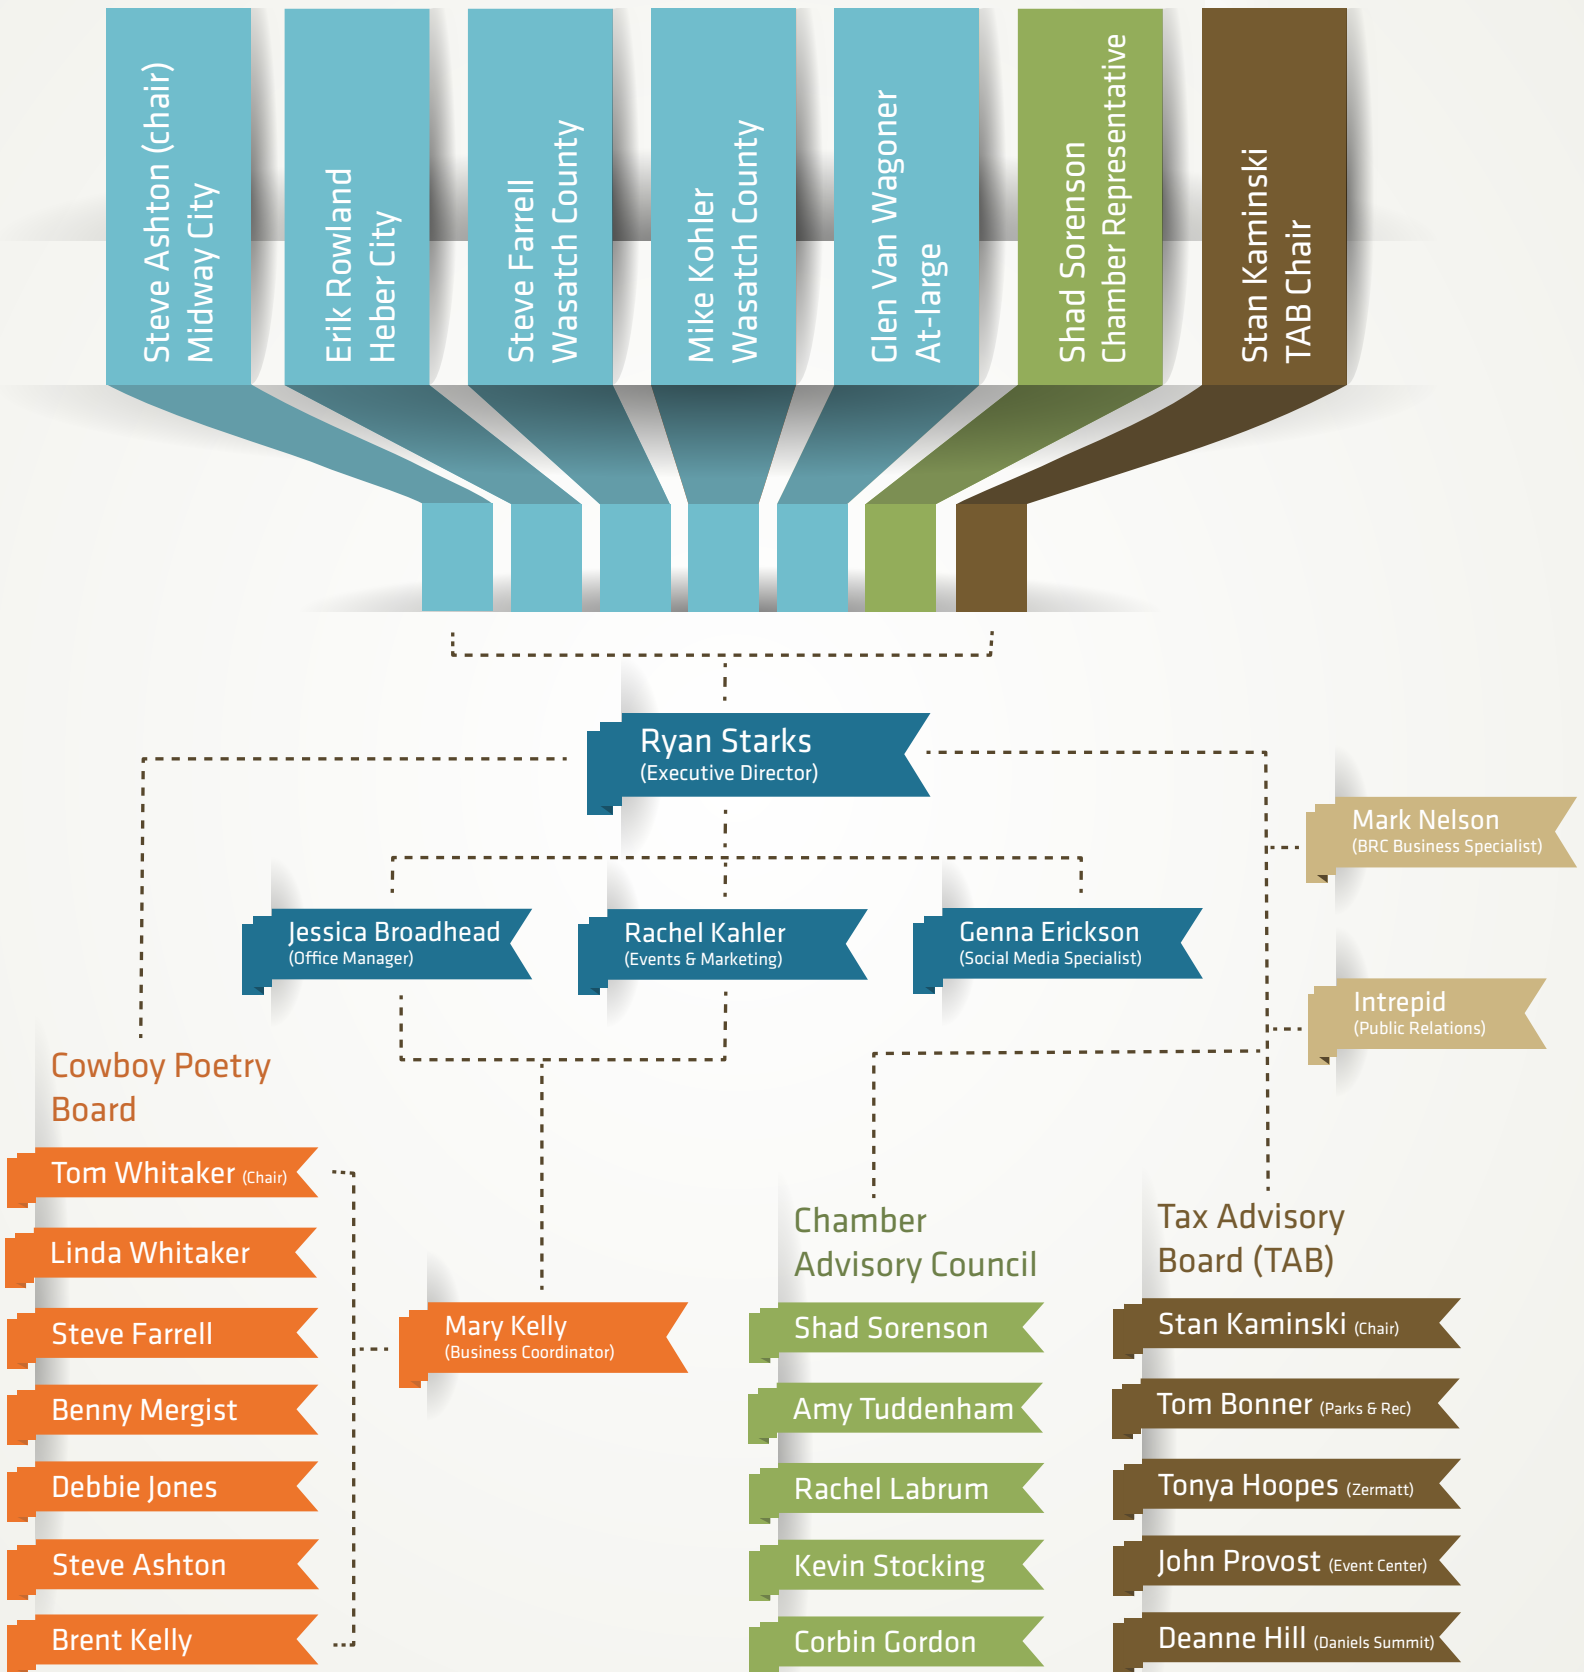 Steve Ashton (chair)
Midway City
Erik Rowland
Heber City
Steve Farrell
Wasatch County
Mike Kohler
Wasatch County
Glen Van Wagoner
At-large
Shad Sorenson
Chamber Representative
Stan Kaminski
TAB Chair
Ryan Starks
(Executive Director)
Mark Nelson
(BRC Business Specialist)
Jessica Broadhead
(Office Manager)
Rachel Kahler
(Events & Marketing)
Genna Erickson
(Social Media Specialist)
Intrepid
(Public Relations)
Cowboy Poetry
Board
Tom Whitaker (Chair)
Linda Whitaker
Steve Farrell
Benny Mergist
Debbie Jones
Steve Ashton
Brent Kelly
Mary Kelly
(Business Coordinator)
Chamber
Advisory Council
Shad Sorenson
Amy Tuddenham
Rachel Labrum
Kevin Stocking
Corbin Gordon
Tax Advisory
Board (TAB)
Stan Kaminski (Chair)
Tom Bonner (Parks & Rec)
Tonya Hoopes (Zermatt)
John Provost (Event Center)
Deanne Hill (Daniels Summit)